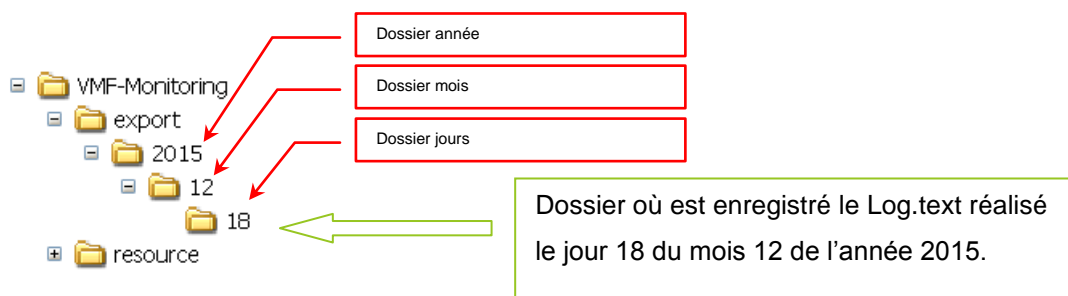 Dossier année
VMF-Monitoring
Dossier mois
export
Dossier jours
2015
12
18
Dossier où est enregistré le Log.text réalisé
le jour 18 du mois 12 de l’année 2015.
resource